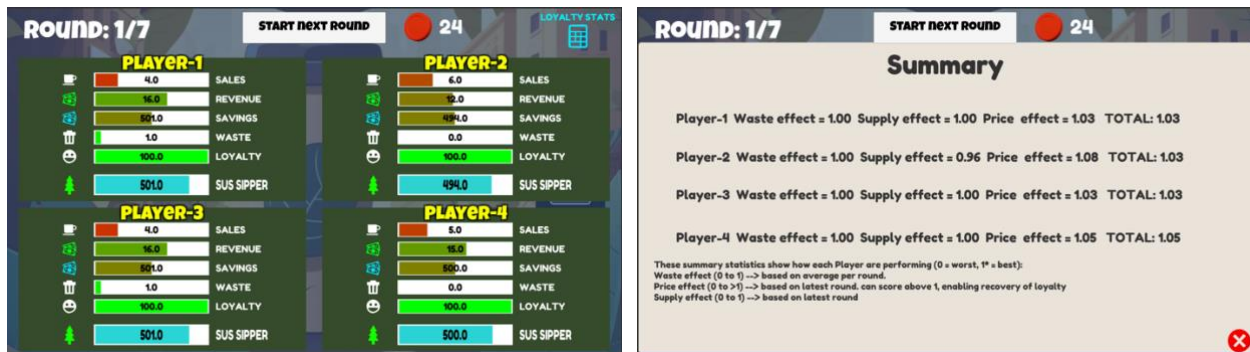 ROUND: 1/7
START NEXT ROUND
24
LOYALTY STATS
PLAYER-1
4.0 SALES
16.0 REVENUE
501.0 SAVINGS
1.0 WASTE
100.0 LOYALTY
501.0 SUS SIPPER
PLAYER-2
6.0 SALES
12.0 REVENUE
494.0 SAVINGS
0.0 WASTE
100.0 LOYALTY
494.0 SUS SIPPER
PLAYER-3
4.0 SALES
16.0 REVENUE
501.0 SAVINGS
1.0 WASTE
100.0 LOYALTY
501.0 SUS SIPPER
PLAYER-4
5.0 SALES
15.0 REVENUE
500.0 SAVINGS
0.0 WASTE
100.0 LOYALTY
500.0 SUS SIPPER
ROUND: 1/7
START NEXT ROUND
24
Summary
Player-1 Waste effect = 1.00 Supply effect = 1.00 Price effect = 1.03 TOTAL: 1.03
Player-2 Waste effect = 1.00 Supply effect = 0.96 Price effect = 1.08 TOTAL: 1.03
Player-3 Waste effect = 1.00 Supply effect = 1.00 Price effect = 1.03 TOTAL: 1.03
Player-4 Waste effect = 1.00 Supply effect = 1.00 Price effect = 1.05 TOTAL: 1.05
These summary statistics show how each Player are performing (0 = worst, 1* = best):
Waste effect (0 to 1) --> based on average per round.
Price effect (0 to >1) --> based on latest round. can score above 1, enabling recovery of loyalty
Supply effect (0 to 1) --> based on latest round